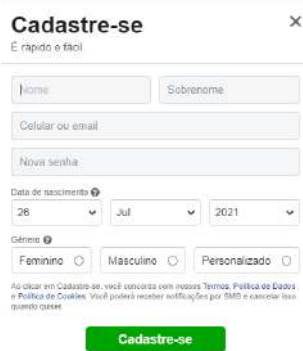 Cadastre-se
É rápido e fácil.
Nome Sobrenome
Celular ou email
Nova senha
Data de nascimento
26 Jul 2021
Gênero
Feminino Masculino Personalizado
Ao clicar em Cadastre-se, você concorda com nossos Termos, Política de Dados
e Política de Cookies. Você poderá receber notificações por SMS e cancelar isso
quando quiser.
Cadastre-se